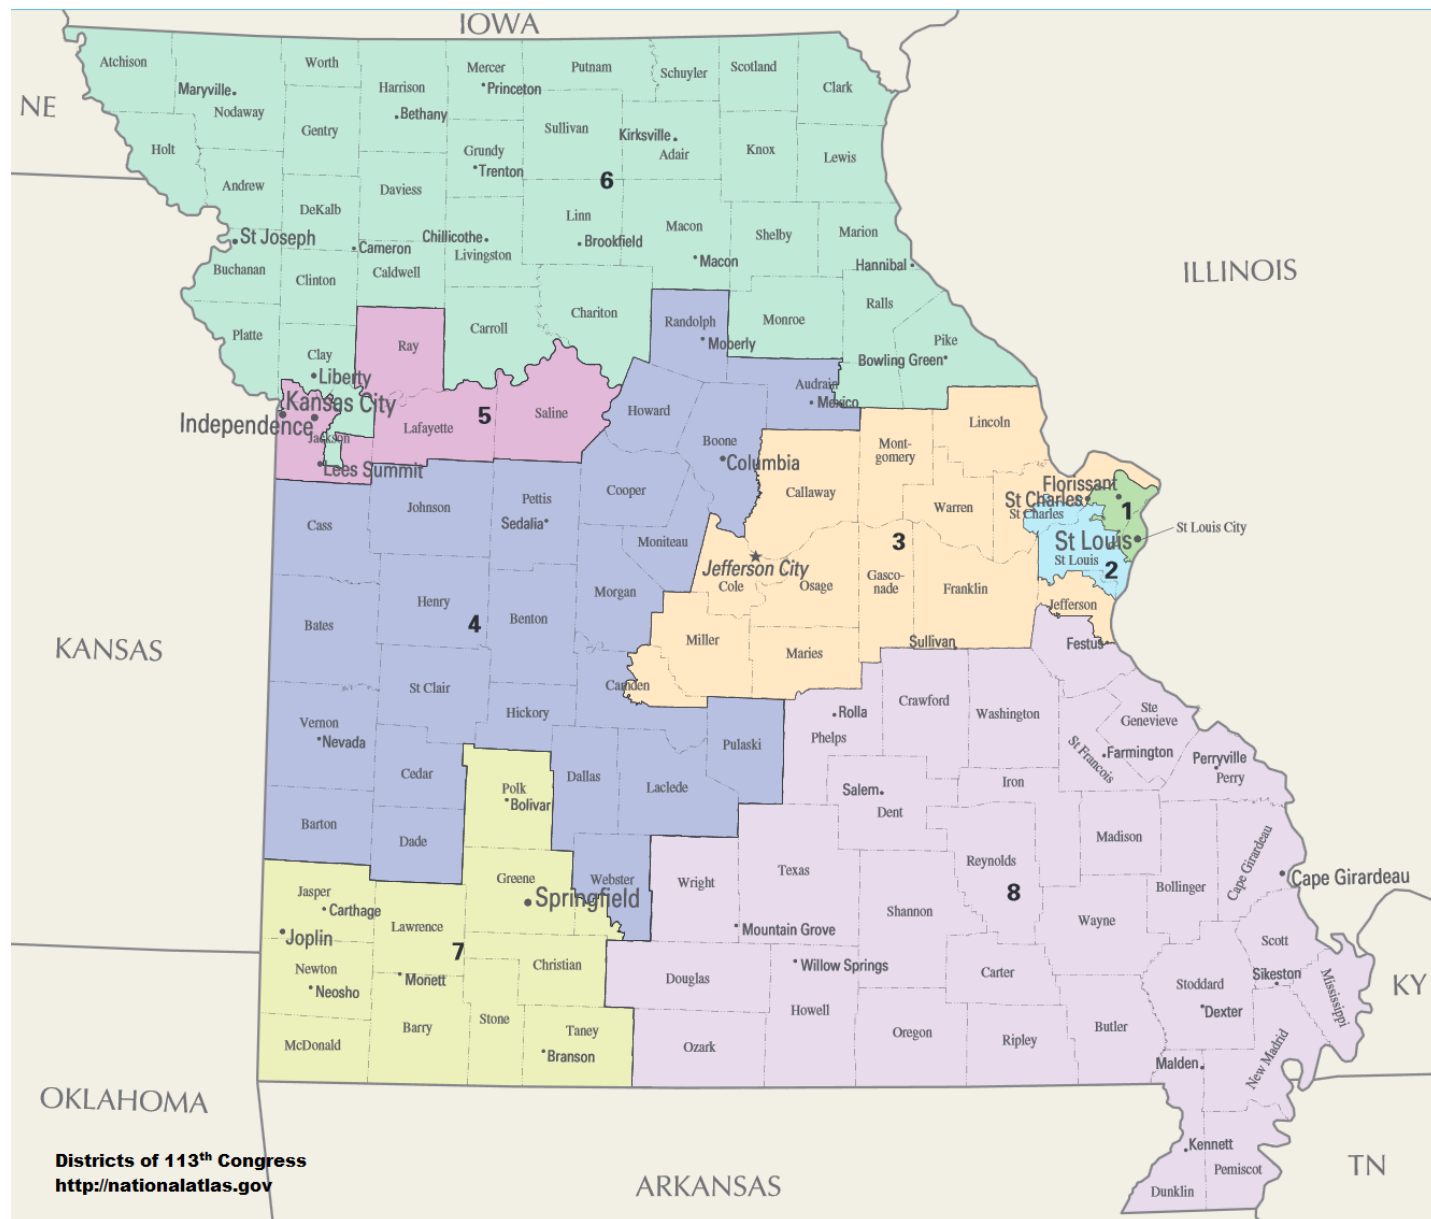 IOWA
NE
Atchison
Worth
Mercer
Putnam
Schuyler
Scotland
Clark
Maryville
Nodaway
Harrison
Princeton
Bethany
Gentry
Sullivan
Kirksville
Adair
Knox
Lewis
Holt
Grundy
Trenton
6
Andrew
Daviess
DeKalb
Linn
Macon
Shelby
Marion
St Joseph
Cameron
Chillicothe
Livingston
Brookfield
Macon
Hannibal
ILLINOIS
Buchanan
Clinton
Caldwell
Chariton
Ralls
Platte
Clay
Ray
Carroll
Randolph
Moberly
Monroe
Pike
Bowling Green
Liberty
Kansas City
Independence
Jackson
Lees Summit
Lafayette
5
Saline
Howard
Audrain
Mexico
Lincoln
Boone
Columbia
Mont-
gomery
Callaway
Warren
Florissant
St Charles
St Charles
1
St Louis City
St Louis
St Louis
2
Cass
Johnson
Pettis
Sedalia
Cooper
Moniteau
Jefferson City
Cole
Osage
3
Gasco-
nade
Franklin
Jefferson
KANSAS
Bates
Henry
4
Benton
Morgan
Miller
Maries
Sullivan
Festus
St Clair
Camden
Hickory
Vernon
Nevada
Cedar
Polk
Bolivar
Dallas
Laclede
Pulaski
Rolla
Phelps
Crawford
Washington
Ste
Genevieve
St Francois
Farmington
Perryville
Perry
Salem
Dent
Iron
Barton
Dade
Madison
Reynolds
Texas
Wright
Webster
Greene
Springfield
8
Shannon
Wayne
Bollinger
Cape Girardeau
Cape Girardeau
Jasper
Carthage
Joplin
Lawrence
7
Mountain Grove
Newton
Neosho
Monett
Christian
Douglas
Willow Springs
Howell
Carter
Scott
Sikeston
Stoddard
Dexter
Mississippi
KY
McDonald
Barry
Stone
Taney
Branson
Ozark
Oregon
Ripley
Butler
New Madrid
Malden
OKLAHOMA
Kennett
Pemiscot
Dunklin
TN
ARKANSAS
Districts of 113th Congress
http://nationalatlas.gov